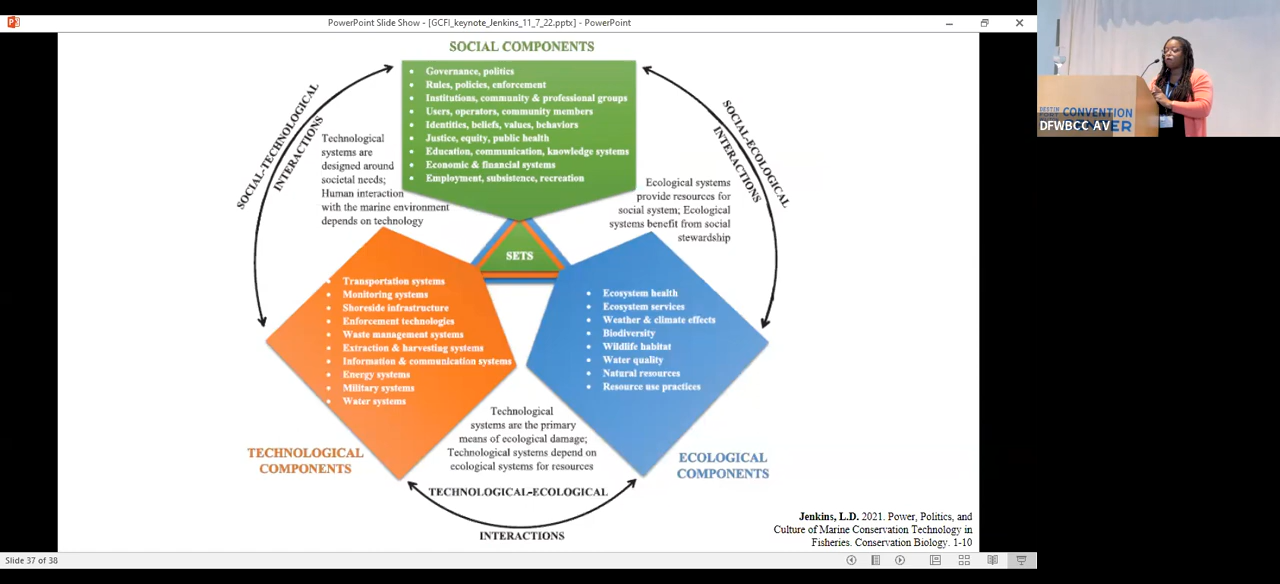 PowerPoint Slide Show - [GCFI_keynote_Jenkins_11_7_22.pptx] - PowerPoint
SOCIAL COMPONENTS
• Governance, politics
• Rules, policies, enforcement
• Institutions, community & professional groups
• Users, operators, community members
• Identities, beliefs, values, behaviors
• Justice, equity, public health
• Education, communication, knowledge systems
• Economic & financial systems
• Employment, subsistence, recreation
SOCIAL-TECHNOLOGICAL
INTERACTIONS
Technological
systems are
designed around
societal needs;
Human interaction
with the marine environment
depends on technology
SOCIAL-ECOLOGICAL
INTERACTIONS
Ecological systems
provide resources for
social system; Ecological
systems benefit from social
stewardship
SETS
• Transportation systems
• Monitoring systems
• Shoreside infrastructure
• Enforcement technologies
• Waste management systems
• Extraction & harvesting systems
• Information & communication systems
• Energy systems
• Military systems
• Water systems
TECHNOLOGICAL
COMPONENTS
• Ecosystem health
• Ecosystem services
• Weather & climate effects
• Biodiversity
• Wildlife habitat
• Water quality
• Natural resources
• Resource use practices
ECOLOGICAL
COMPONENTS
Technological
systems are the primary
means of ecological damage;
Technological systems depend on
ecological systems for resources
TECHNOLOGICAL-ECOLOGICAL
INTERACTIONS
Jenkins, L.D. 2021. Power, Politics, and
Culture of Marine Conservation Technology in
Fisheries. Conservation Biology. 1-10
Slide 37 of 38
DESTIN
FORT
CONVENTION
DFWBCC AV